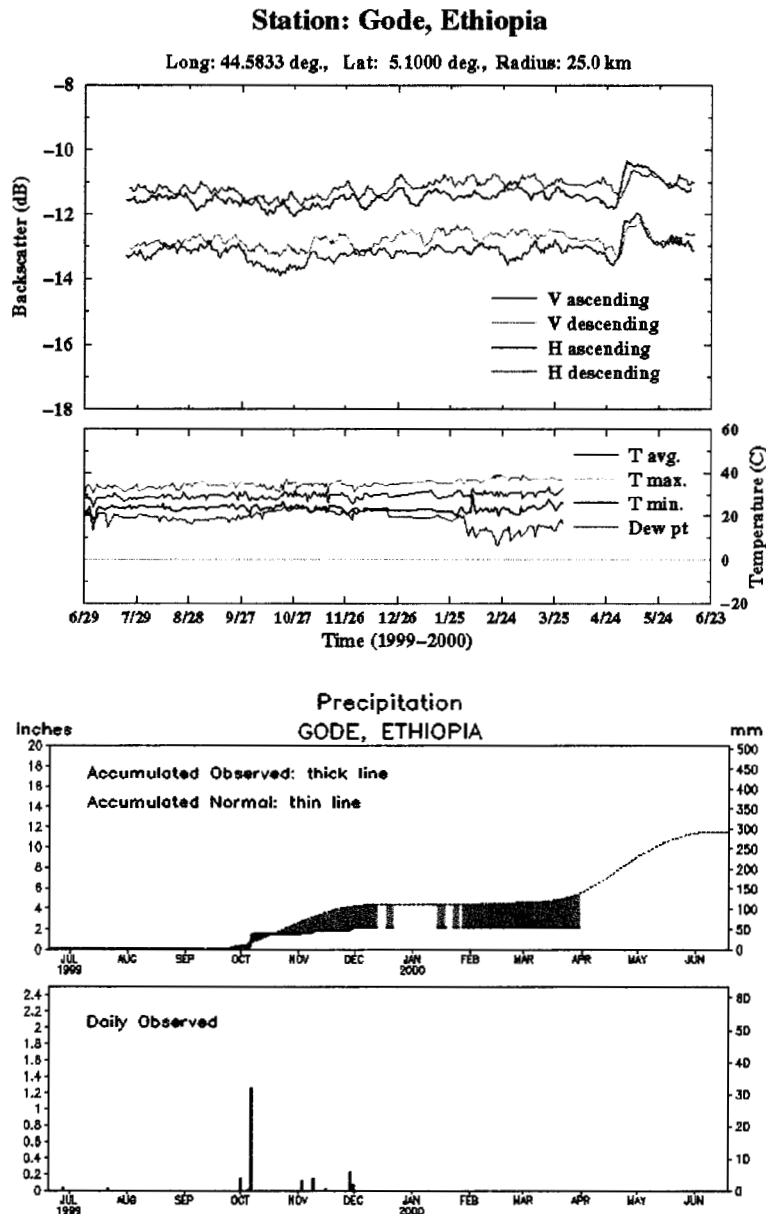 Station: Gode, Ethiopia
Long: 44.5833 deg., Lat: 5.1000 deg., Radius: 25.0 km
-8
-10
-12
-14
-16
-18
Backscatter (dB)
V ascending
V descending
H ascending
H descending
60
40
20
0
-20
Temperature (C)
T avg.
T max.
T min.
Dew pt
6/29 7/29 8/28 9/27 10/27 11/26 12/26 1/25 2/24 3/25 4/24 5/24 6/23
Time (1999-2000)
Precipitation
GODE, ETHIOPIA
inches
mm
Accumulated Observed: thick line
Accumulated Normal: thin line
20
18
16
14
12
10
8
6
4
2
0
500
450
400
350
300
250
200
150
100
50
0
JUL AUG SEP OCT NOV DEC JAN FEB MAR APR MAY JUN
1999 2000
Daily Observed
2.4
2.2
2
1.8
1.6
1.4
1.2
1
0.8
0.6
0.4
0.2
0
60
50
40
30
20
10
0
JUL AUG SEP OCT NOV DEC JAN FEB MAR APR MAY JUN
1999 2000